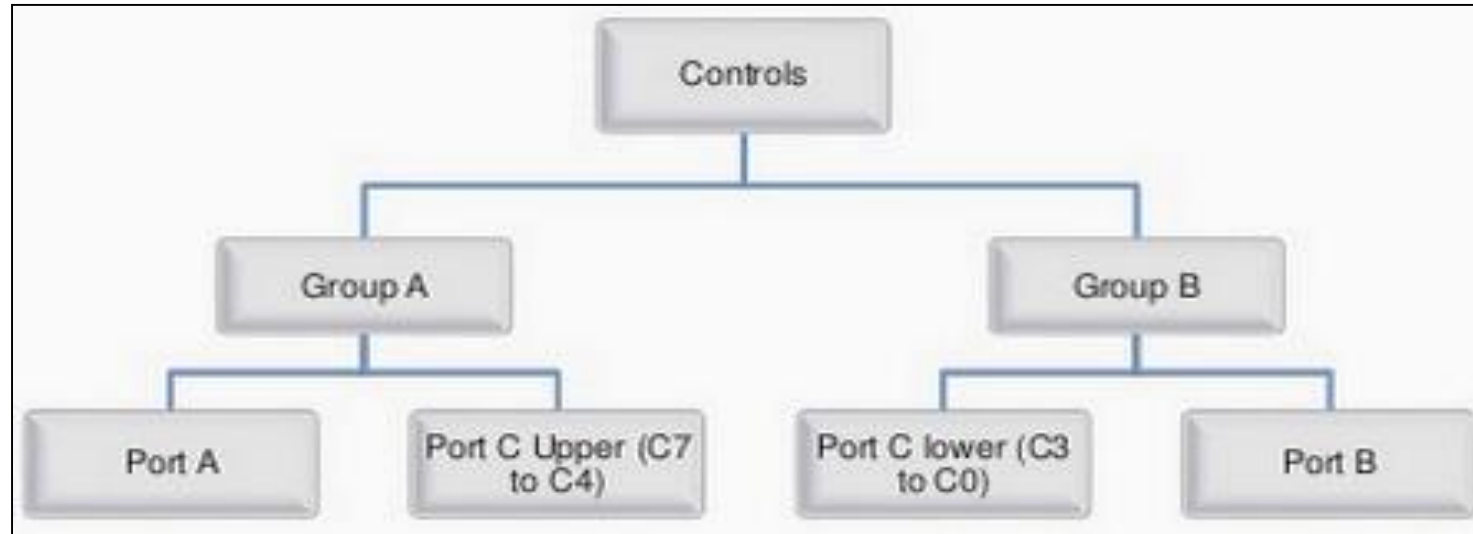 Controls
Group A
Group B
Port A
Port C Upper (C7
to C4)
Port C lower (C3
to C0)
Port B